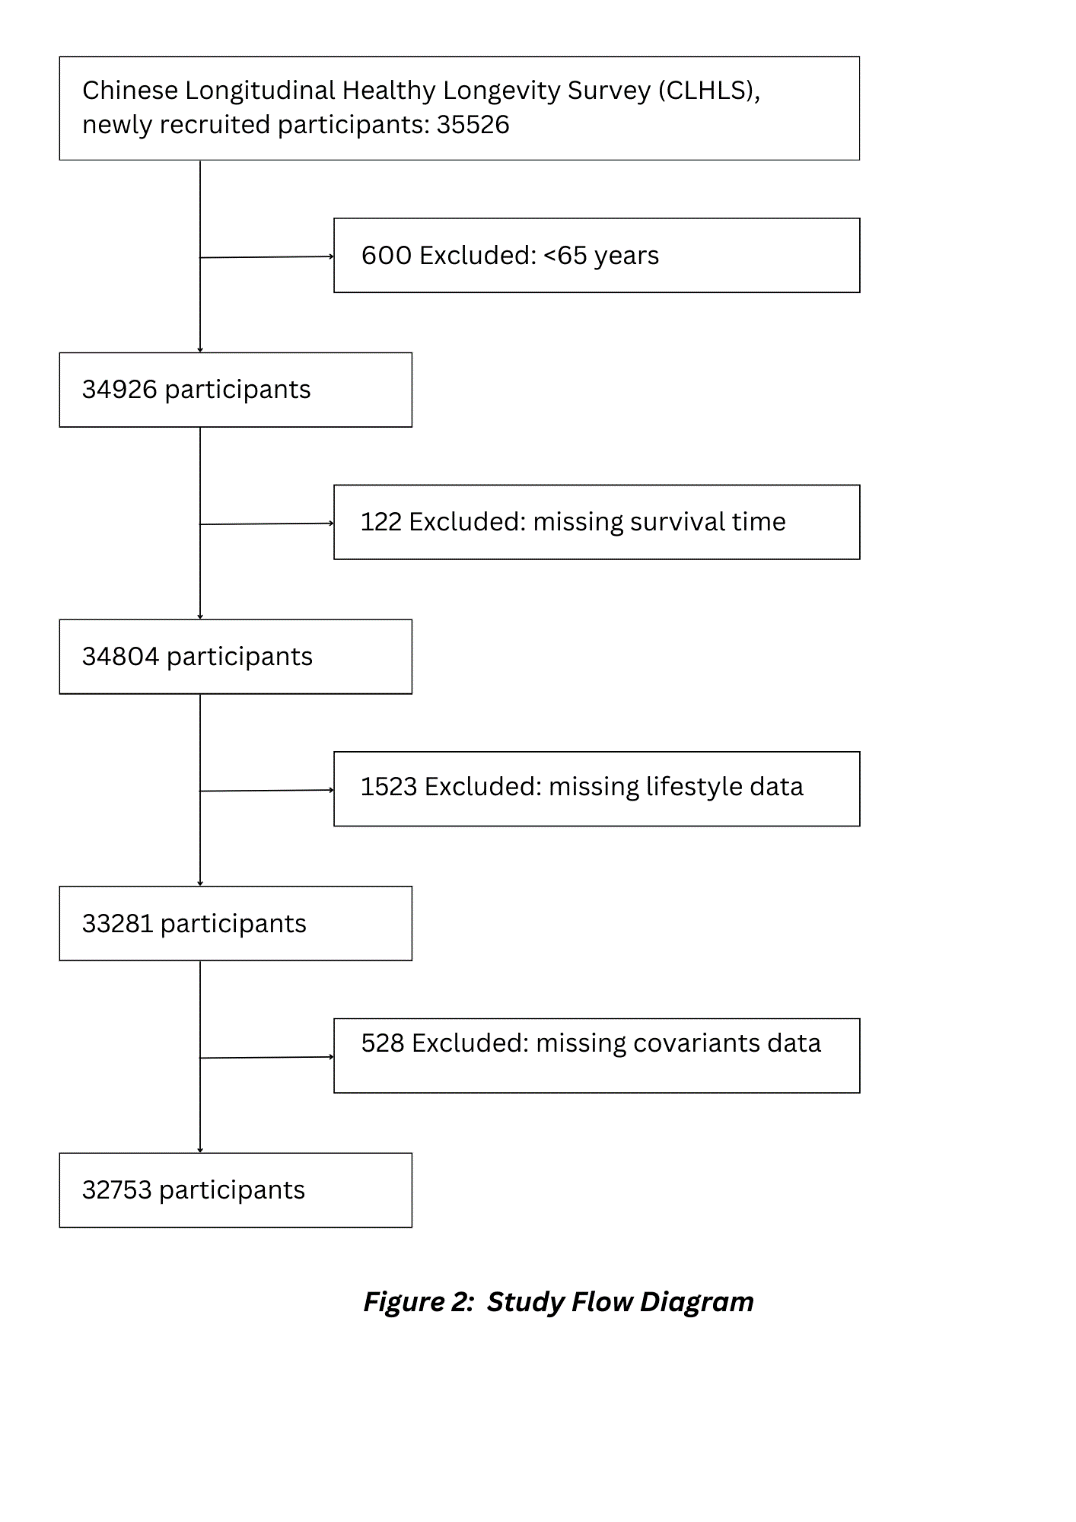 Chinese Longitudinal Healthy Longevity Survey (CLHLS),
newly recruited participants: 35526
600 Excluded: <65 years
34926 participants
122 Excluded: missing survival time
34804 participants
1523 Excluded: missing lifestyle data
33281 participants
528 Excluded: missing covariants data
32753 participants
Figure 2:  Study Flow Diagram